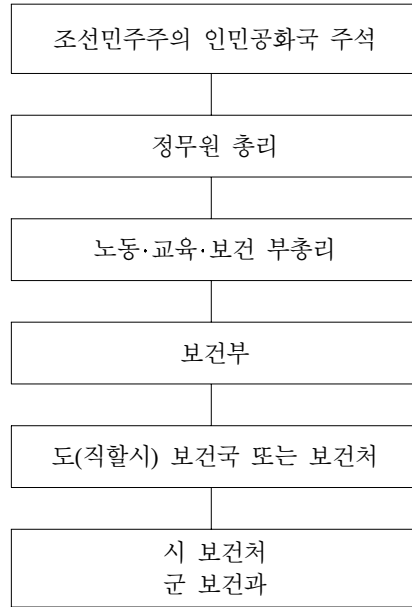 조선민주주의 인민공화국 주석
정무원 총리
노동·교육·보건 부총리
보건부
도(직할시) 보건국 또는 보건처
시 보건처
군 보건과